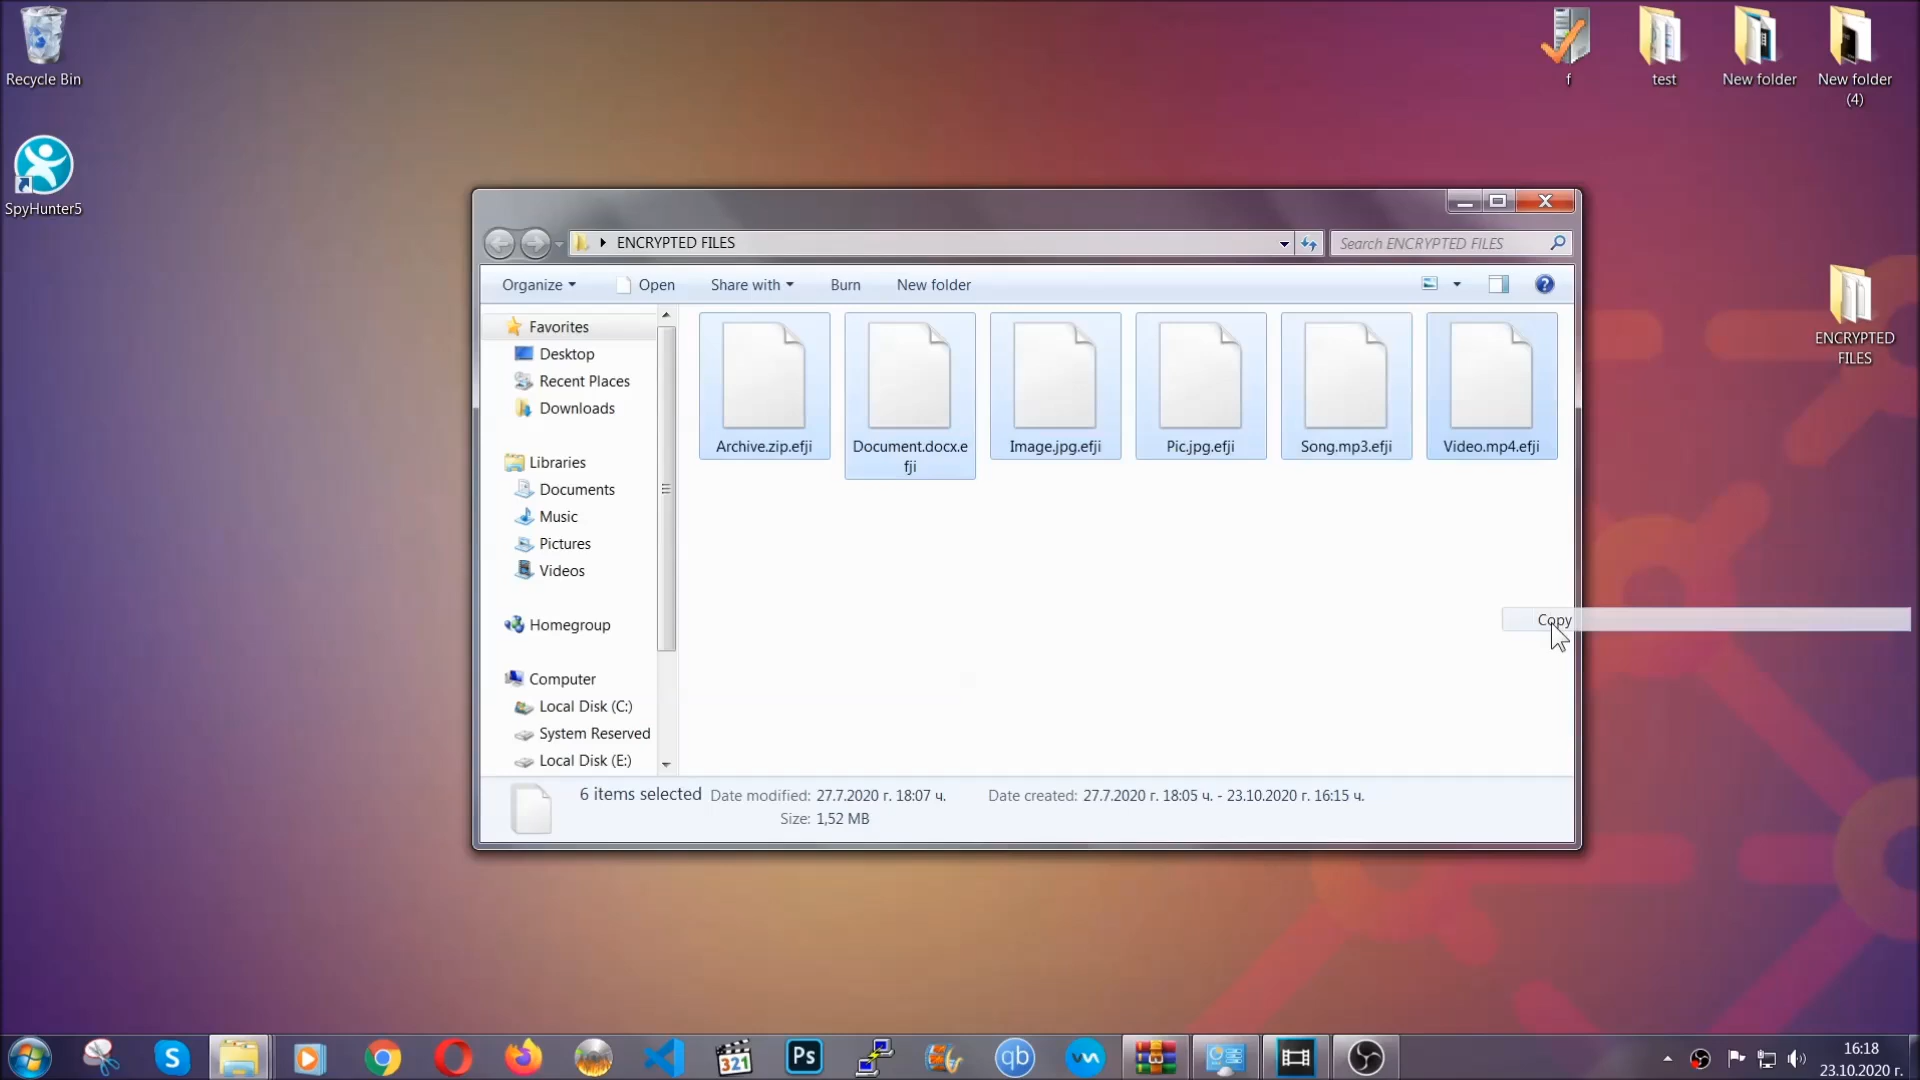 Recycle Bin
SpyHunter5
f
test
New folder
New folder
(4)
ENCRYPTED
FILES
ENCRYPTED FILES
Search ENCRYPTED FILES
Organize
Open
Share with
Burn
New folder
Favorites
Desktop
Recent Places
Downloads
Libraries
Documents
Music
Pictures
Videos
Homegroup
Computer
Local Disk (C:)
System Reserved
Local Disk (E:)
Archive.zip.efji
Document.docx.e
fji
Image.jpg.efji
Pic.jpg.efji
Song.mp3.efji
Video.mp4.efji
Copy
6 items selected
Date modified: 27.7.2020 г. 18:07 ч.
Date created: 27.7.2020 г. 18:05 ч. - 23.10.2020 г. 16:15 ч.
Size: 1,52 MB
S
321
Ps
qb
16:18
23.10.2020 г.